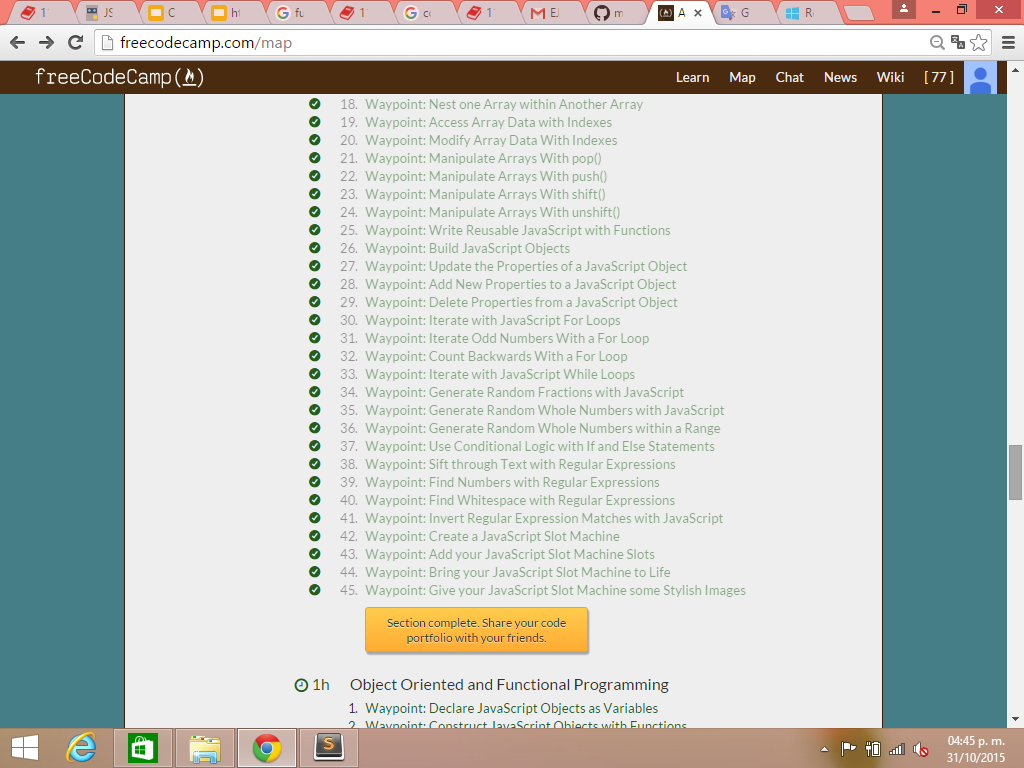 1
JS
C
ht
fu
1
co
1
EJ
m
A
G
R
freecodecamp.com/map
freeCodeCamp
Learn Map Chat News Wiki [ 77 ]
18. Waypoint: Nest one Array within Another Array
19. Waypoint: Access Array Data with Indexes
20. Waypoint: Modify Array Data With Indexes
21. Waypoint: Manipulate Arrays With pop()
22. Waypoint: Manipulate Arrays With push()
23. Waypoint: Manipulate Arrays With shift()
24. Waypoint: Manipulate Arrays With unshift()
25. Waypoint: Write Reusable JavaScript with Functions
26. Waypoint: Build JavaScript Objects
27. Waypoint: Update the Properties of a JavaScript Object
28. Waypoint: Add New Properties to a JavaScript Object
29. Waypoint: Delete Properties from a JavaScript Object
30. Waypoint: Iterate with JavaScript For Loops
31. Waypoint: Iterate Odd Numbers With a For Loop
32. Waypoint: Count Backwards With a For Loop
33. Waypoint: Iterate with JavaScript While Loops
34. Waypoint: Generate Random Fractions with JavaScript
35. Waypoint: Generate Random Whole Numbers with JavaScript
36. Waypoint: Generate Random Whole Numbers within a Range
37. Waypoint: Use Conditional Logic with If and Else Statements
38. Waypoint: Sift through Text with Regular Expressions
39. Waypoint: Find Numbers with Regular Expressions
40. Waypoint: Find Whitespace with Regular Expressions
41. Waypoint: Invert Regular Expression Matches with JavaScript
42. Waypoint: Create a JavaScript Slot Machine
43. Waypoint: Add your JavaScript Slot Machine Slots
44. Waypoint: Bring your JavaScript Slot Machine to Life
45. Waypoint: Give your JavaScript Slot Machine some Stylish Images
Section complete. Share your code
portfolio with your friends.
1h Object Oriented and Functional Programming
1. Waypoint: Declare JavaScript Objects as Variables
2. Waypoint: Construct JavaScript Objects with Functions
04:45 p. m.
31/10/2015